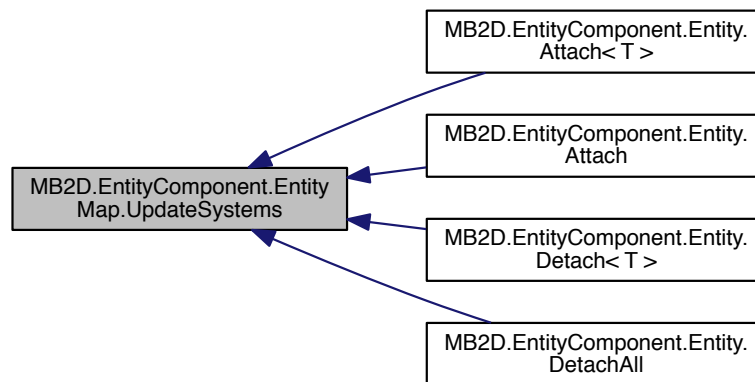 MB2D.EntityComponent.Entity.
Attach< T >
MB2D.EntityComponent.Entity.
Attach
MB2D.EntityComponent.Entity
Map.UpdateSystems
MB2D.EntityComponent.Entity.
Detach< T >
MB2D.EntityComponent.Entity.
DetachAll